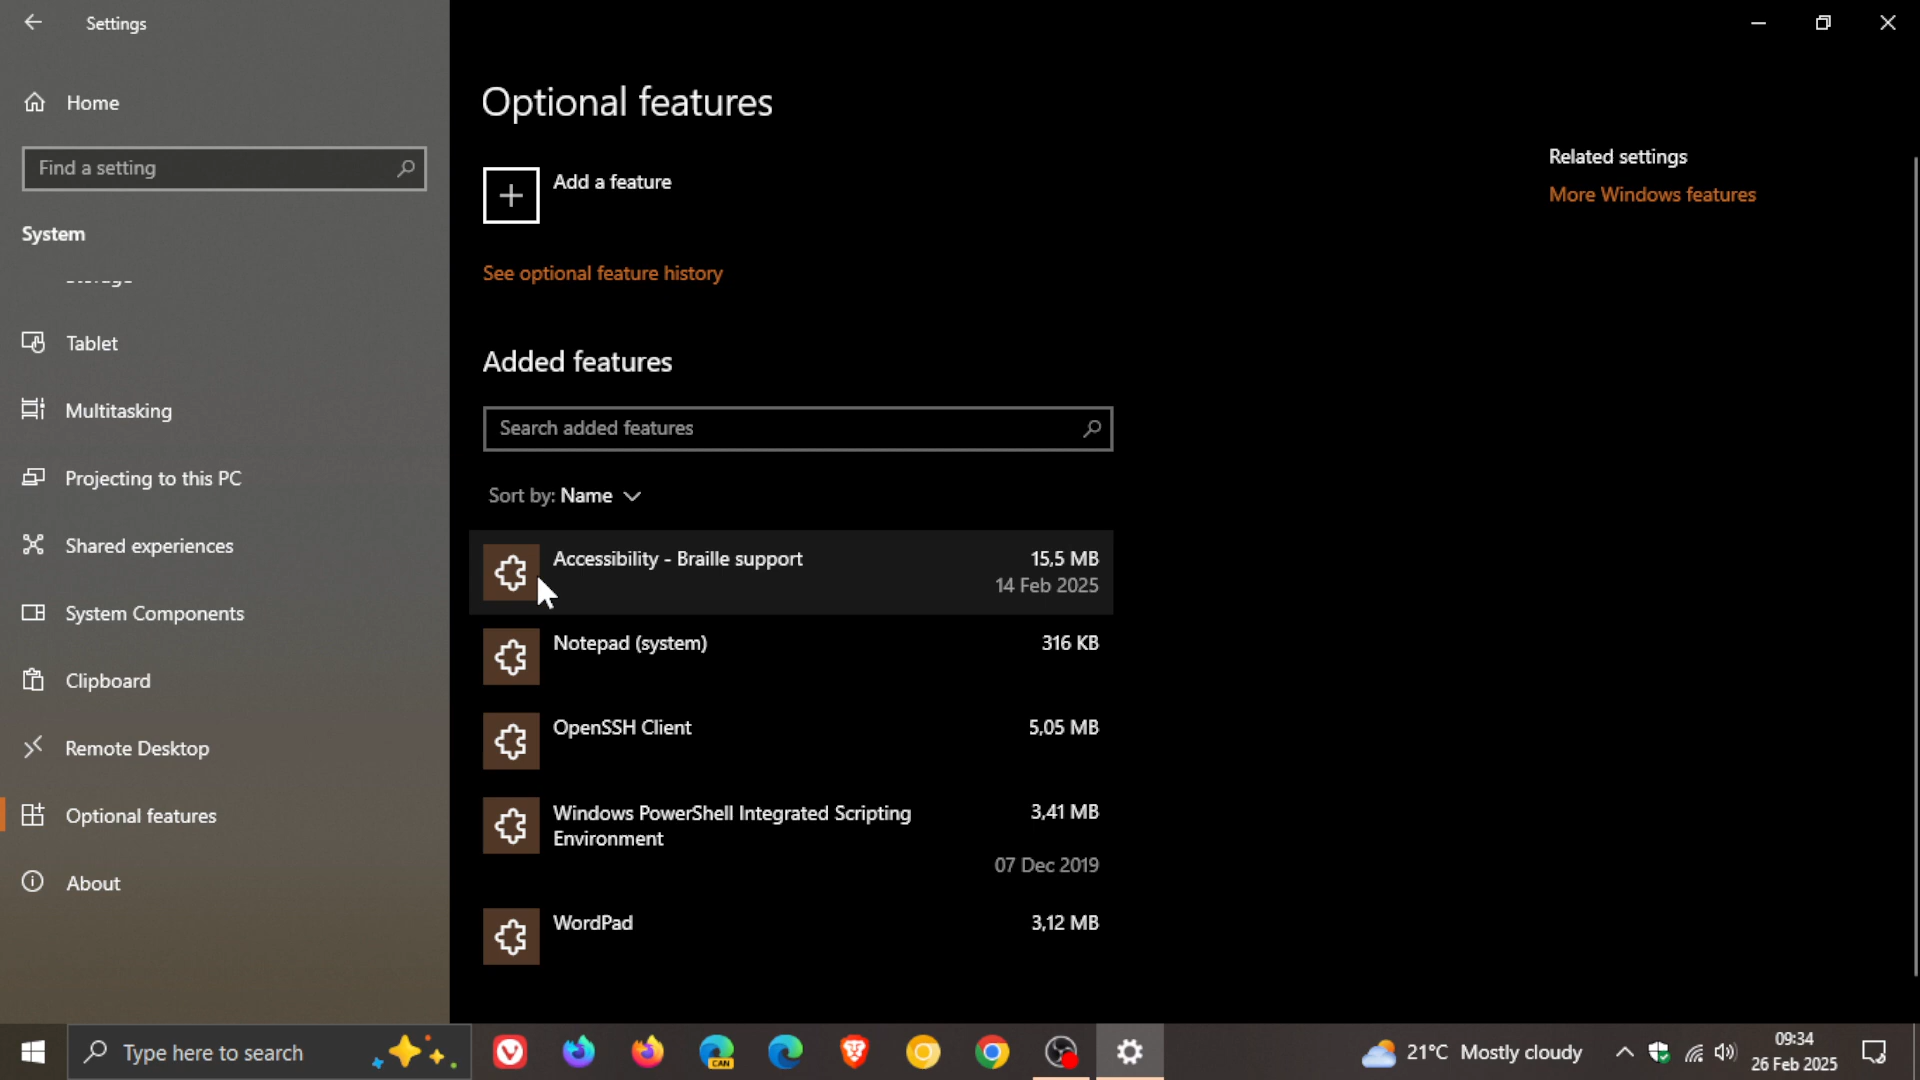 Settings
Home
Find a setting
System
Tablet
Multitasking
Projecting to this PC
Shared experiences
System Components
Clipboard
Remote Desktop
Optional features
About
Optional features
Add a feature
See optional feature history
Added features
Search added features
Sort by: Name
Accessibility - Braille support 15,5 MB
14 Feb 2025
Notepad (system) 316 KB
OpenSSH Client 5,05 MB
Windows PowerShell Integrated Scripting 3,41 MB
Environment
07 Dec 2019
WordPad 3,12 MB
Related settings
More Windows features
Type here to search
CAN
21°C Mostly cloudy
09:34
26 Feb 2025